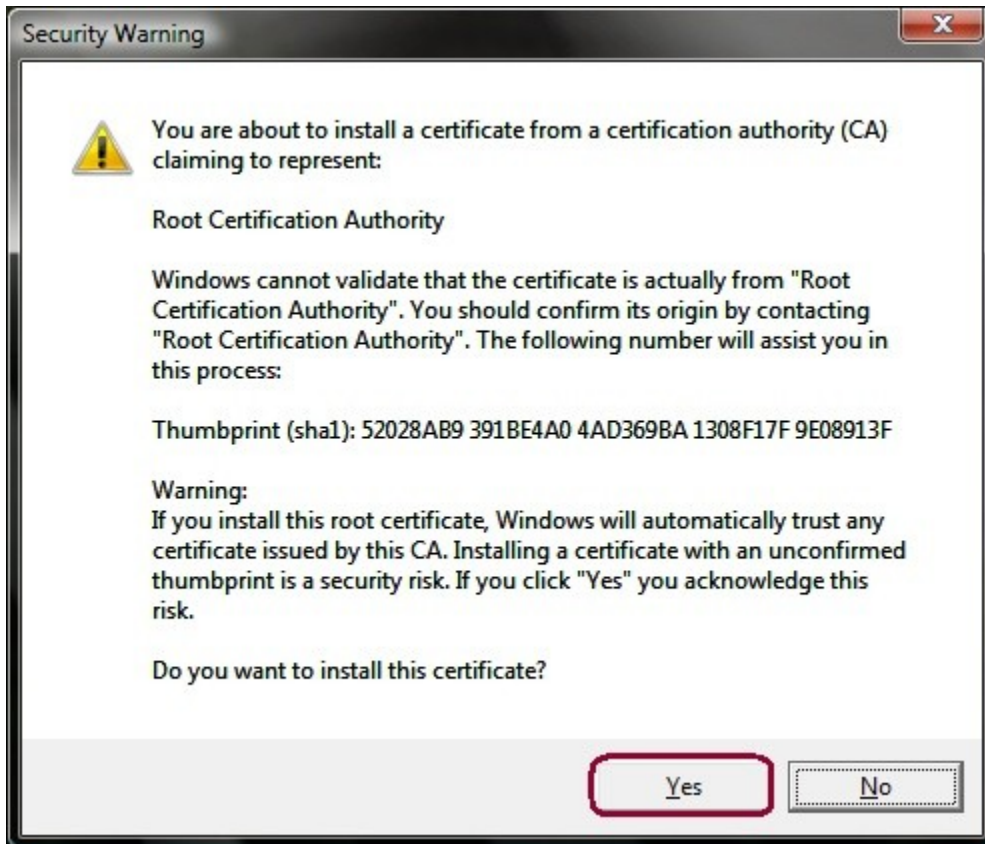 Security Warning
You are about to install a certificate from a certification authority (CA)
claiming to represent:
Root Certification Authority
Windows cannot validate that the certificate is actually from "Root
Certification Authority". You should confirm its origin by contacting
"Root Certification Authority". The following number will assist you in
this process:
Thumbprint (sha1): 52028AB9 391BE4A0 4AD369BA 1308F17F 9E08913F
Warning:
If you install this root certificate, Windows will automatically trust any
certificate issued by this CA. Installing a certificate with an unconfirmed
thumbprint is a security risk. If you click "Yes" you acknowledge this
risk.
Do you want to install this certificate?
Yes No